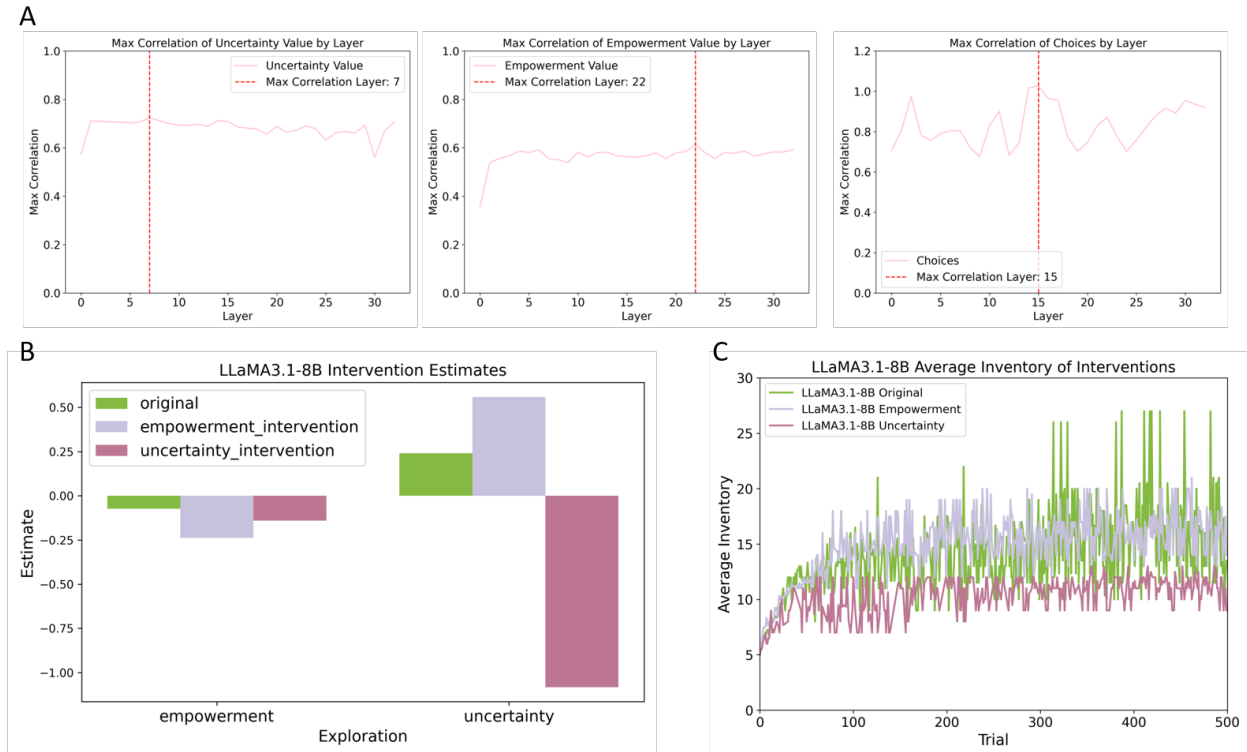 A
Max Correlation of Uncertainty Value by Layer
1.0
0.8
0.6
0.4
0.2
0.0
Max Correlation
Uncertainty Value
Max Correlation Layer: 7
0 5 10 15 20 25 30
Layer
Max Correlation of Empowerment Value by Layer
1.0
0.8
0.6
0.4
0.2
0.0
Max Correlation
Empowerment Value
Max Correlation Layer: 22
0 5 10 15 20 25 30
Layer
Max Correlation of Choices by Layer
1.2
1.0
0.8
0.6
0.4
0.2
0.0
Max Correlation
Choices
Max Correlation Layer: 15
0 5 10 15 20 25 30
Layer
B
LLaMA3.1-8B Intervention Estimates
0.50
0.25
0.00
−0.25
−0.50
−0.75
−1.00
Estimate
original
empowerment_intervention
uncertainty_intervention
empowerment uncertainty
Exploration
C
LLaMA3.1-8B Average Inventory of Interventions
30
25
20
15
10
5
0
Average Inventory
LLaMA3.1-8B Original
LLaMA3.1-8B Empowerment
LLaMA3.1-8B Uncertainty
0 100 200 300 400 500
Trial